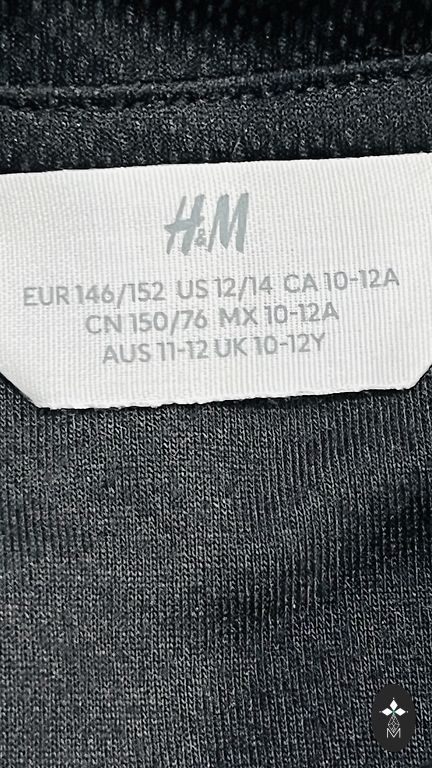 H&M
EUR 146/152 US 12/14 CA 10-12A
CN 150/76 MX 10-12A
AUS 11-12 UK 10-12Y